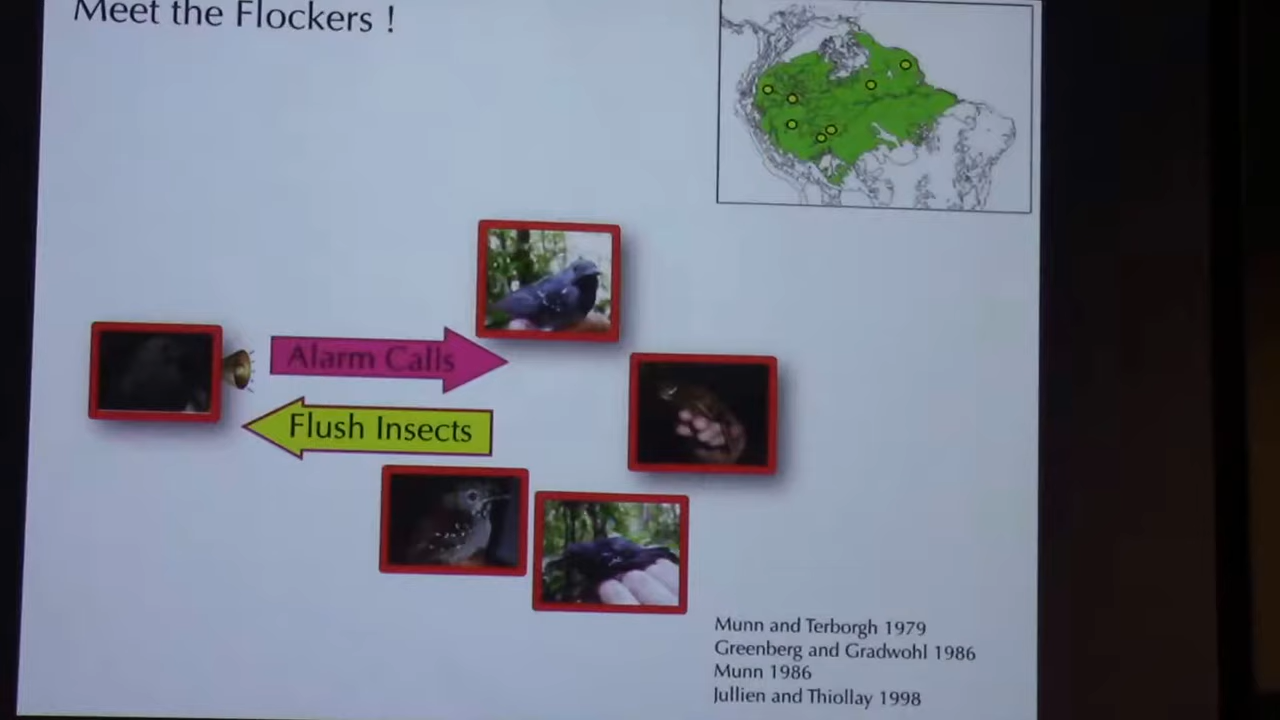 Meet the Flockers !
Alarm Calls
Flush Insects
Munn and Terborgh 1979
Greenberg and Gradwohl 1986
Munn 1986
Jullien and Thiollay 1998